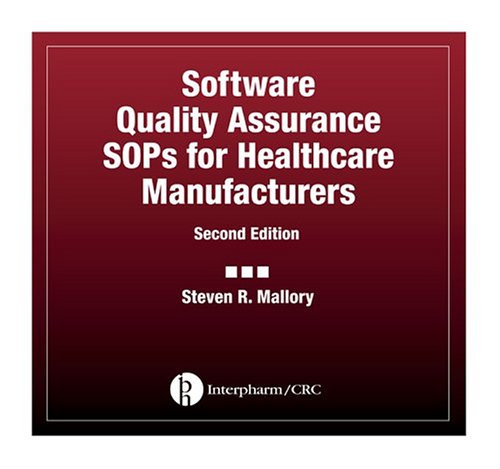 Software
Quality Assurance
SOPs for Healthcare
Manufacturers
Second Edition
Steven R. Mallory
Interpharm/CRC